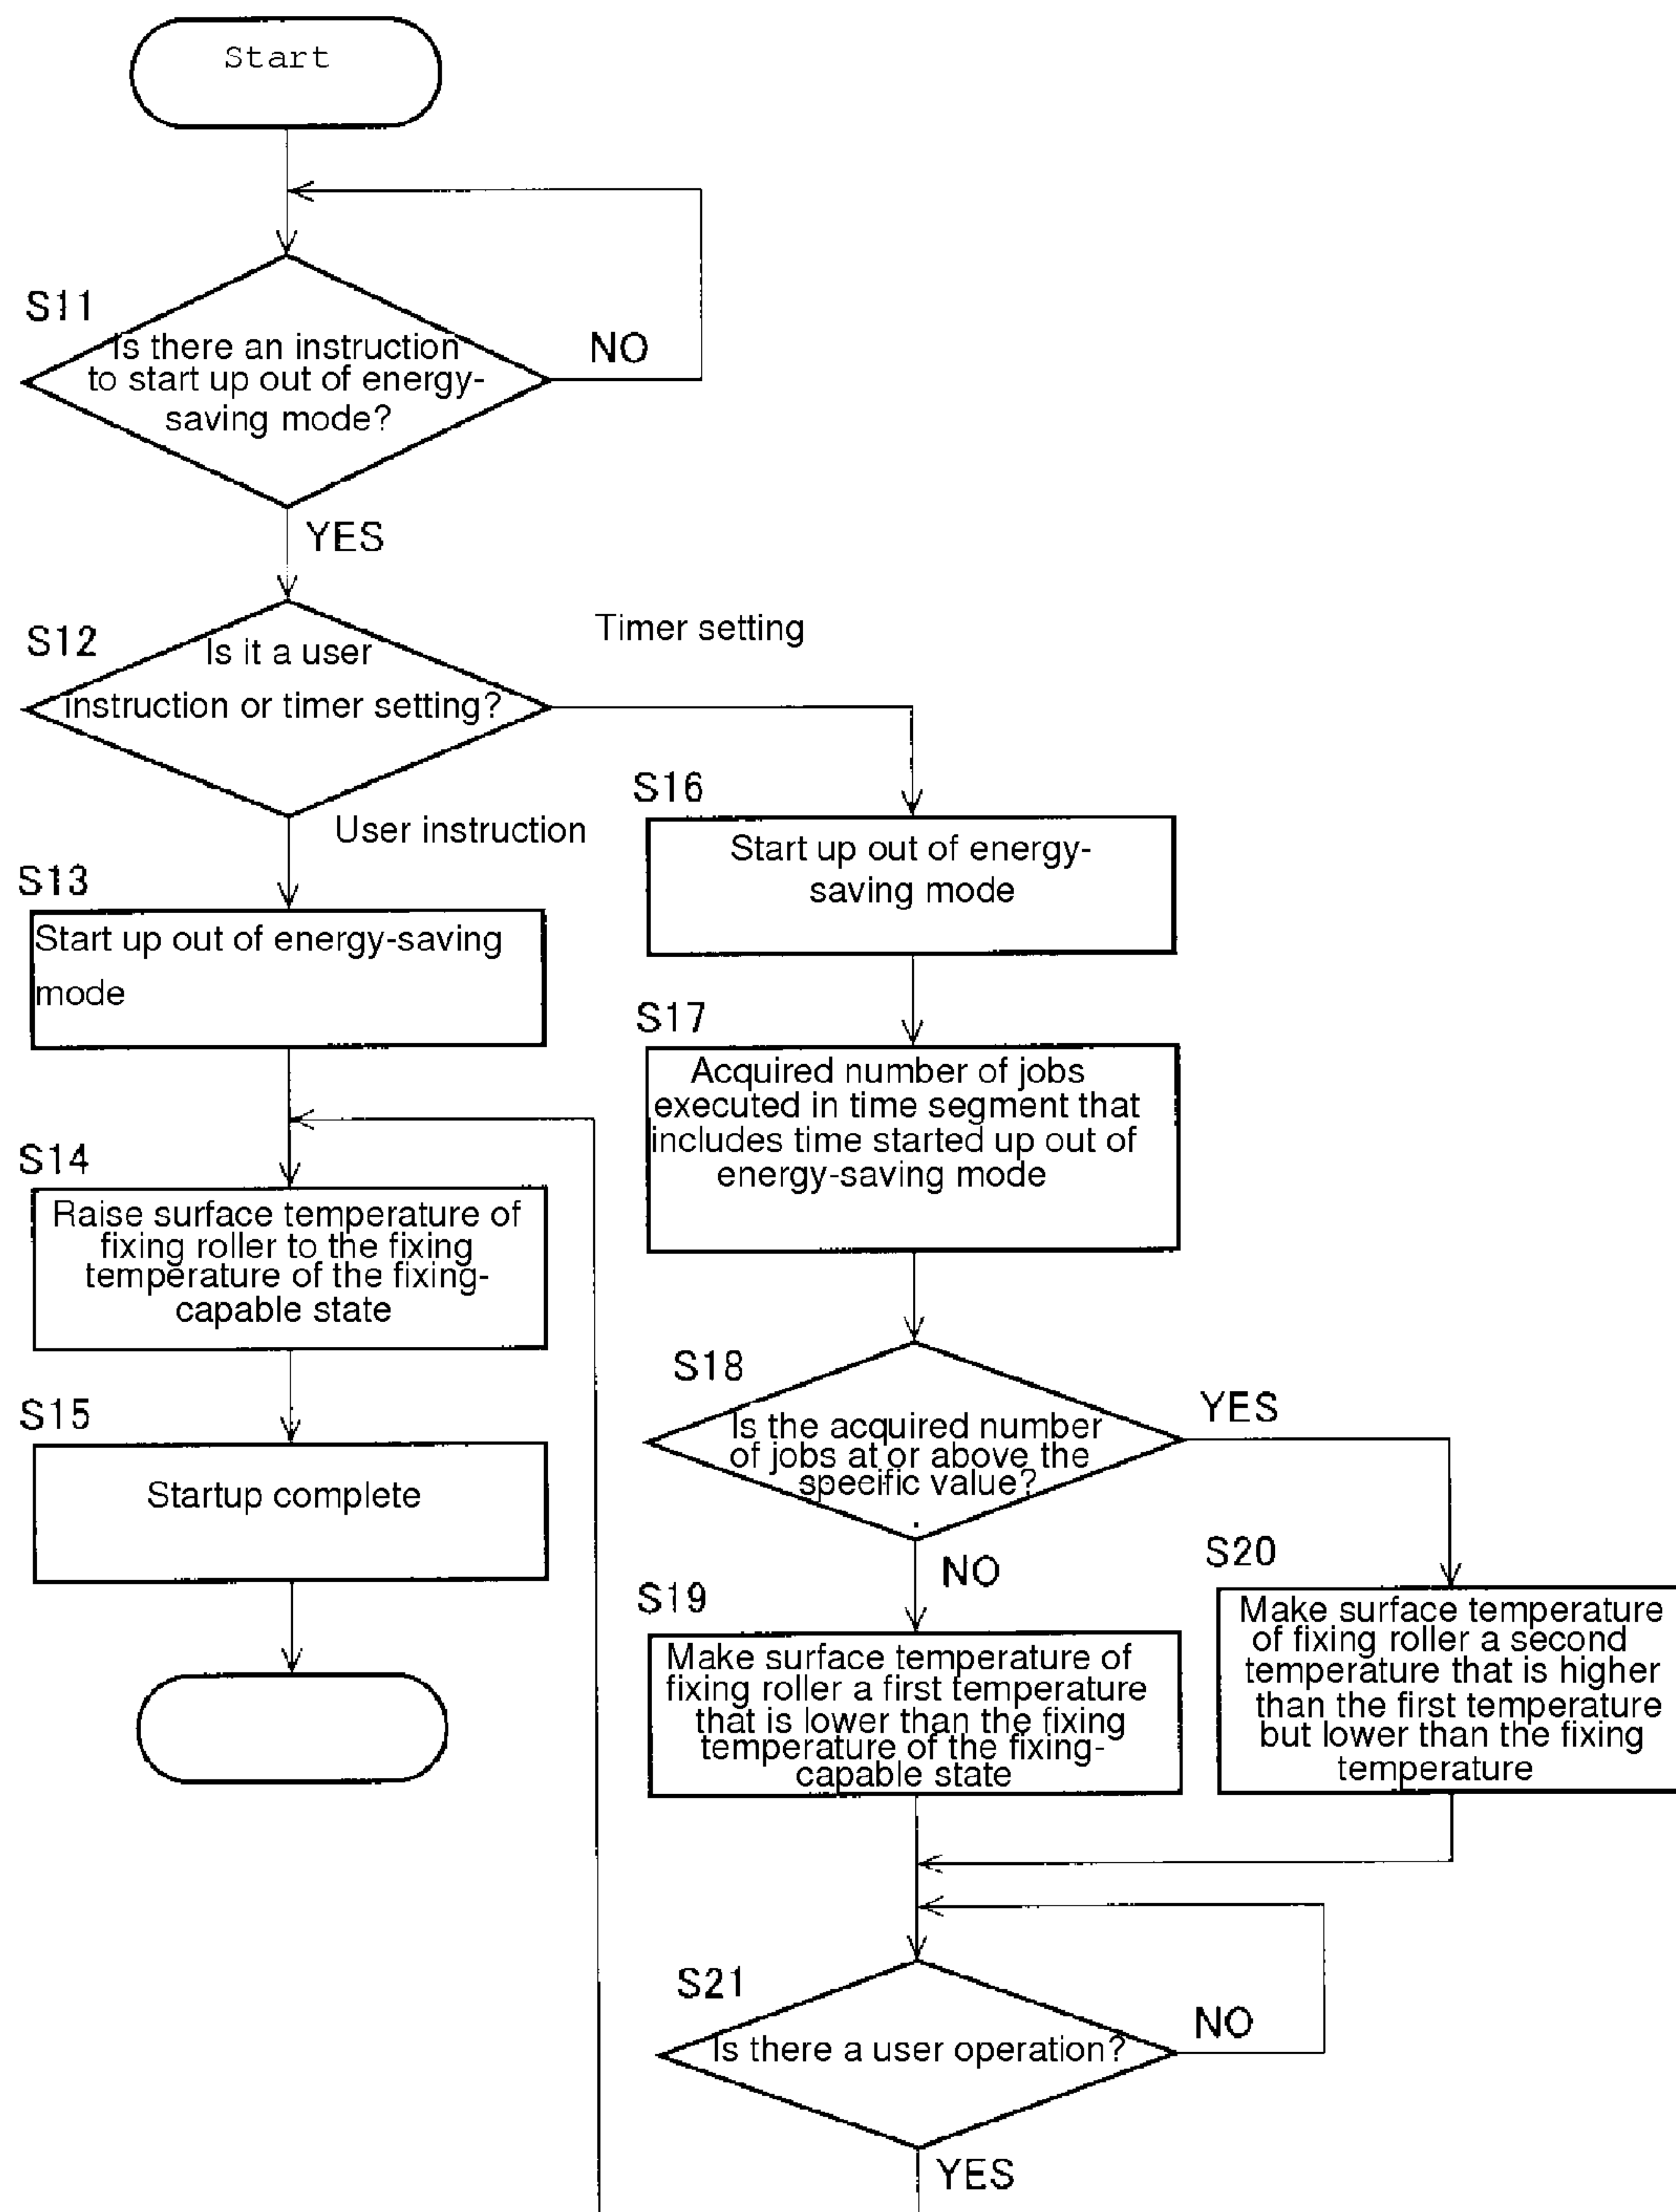 Start
S11
Is there an instruction
to start up out of energy-
saving mode?
NO
YES
S12
Is it a user
instruction or timer setting?
Timer setting
User instruction
S13
Start up out of energy-saving
mode
S14
Raise surface temperature of
fixing roller to the fixing
temperature of the fixing-
capable state
S15
Startup complete
S16
Start up out of energy-
saving mode
S17
Acquired number of jobs
executed in time segment that
includes time started up out of
energy-saving mode
S18
Is the acquired number
of jobs at or above the
specific value?
YES
NO
S19
Make surface temperature of
fixing roller a first temperature
that is lower than the fixing
temperature of the fixing-
capable state
S20
Make surface temperature
of fixing roller a second
temperature that is higher
than the first temperature
but lower than the fixing
temperature
S21
Is there a user operation?
NO
YES